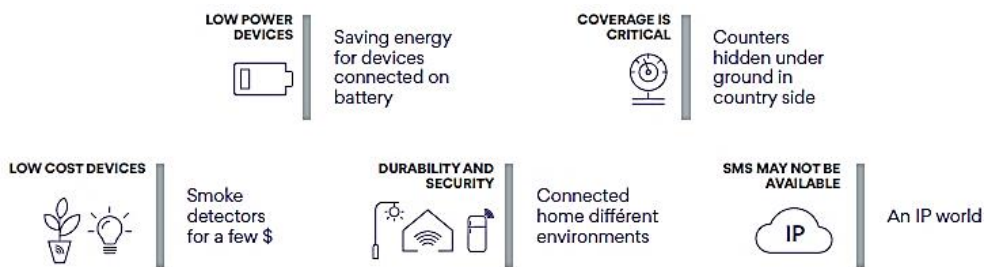 LOW POWER
DEVICES
Saving energy
for devices
connected on
battery
COVERAGE IS
CRITICAL
Counters
hidden under
ground in
country side
LOW COST DEVICES
Smoke
detectors
for a few $
DURABILITY AND
SECURITY
Connected
home différent
environments
SMS MAY NOT BE
AVAILABLE
IP
An IP world